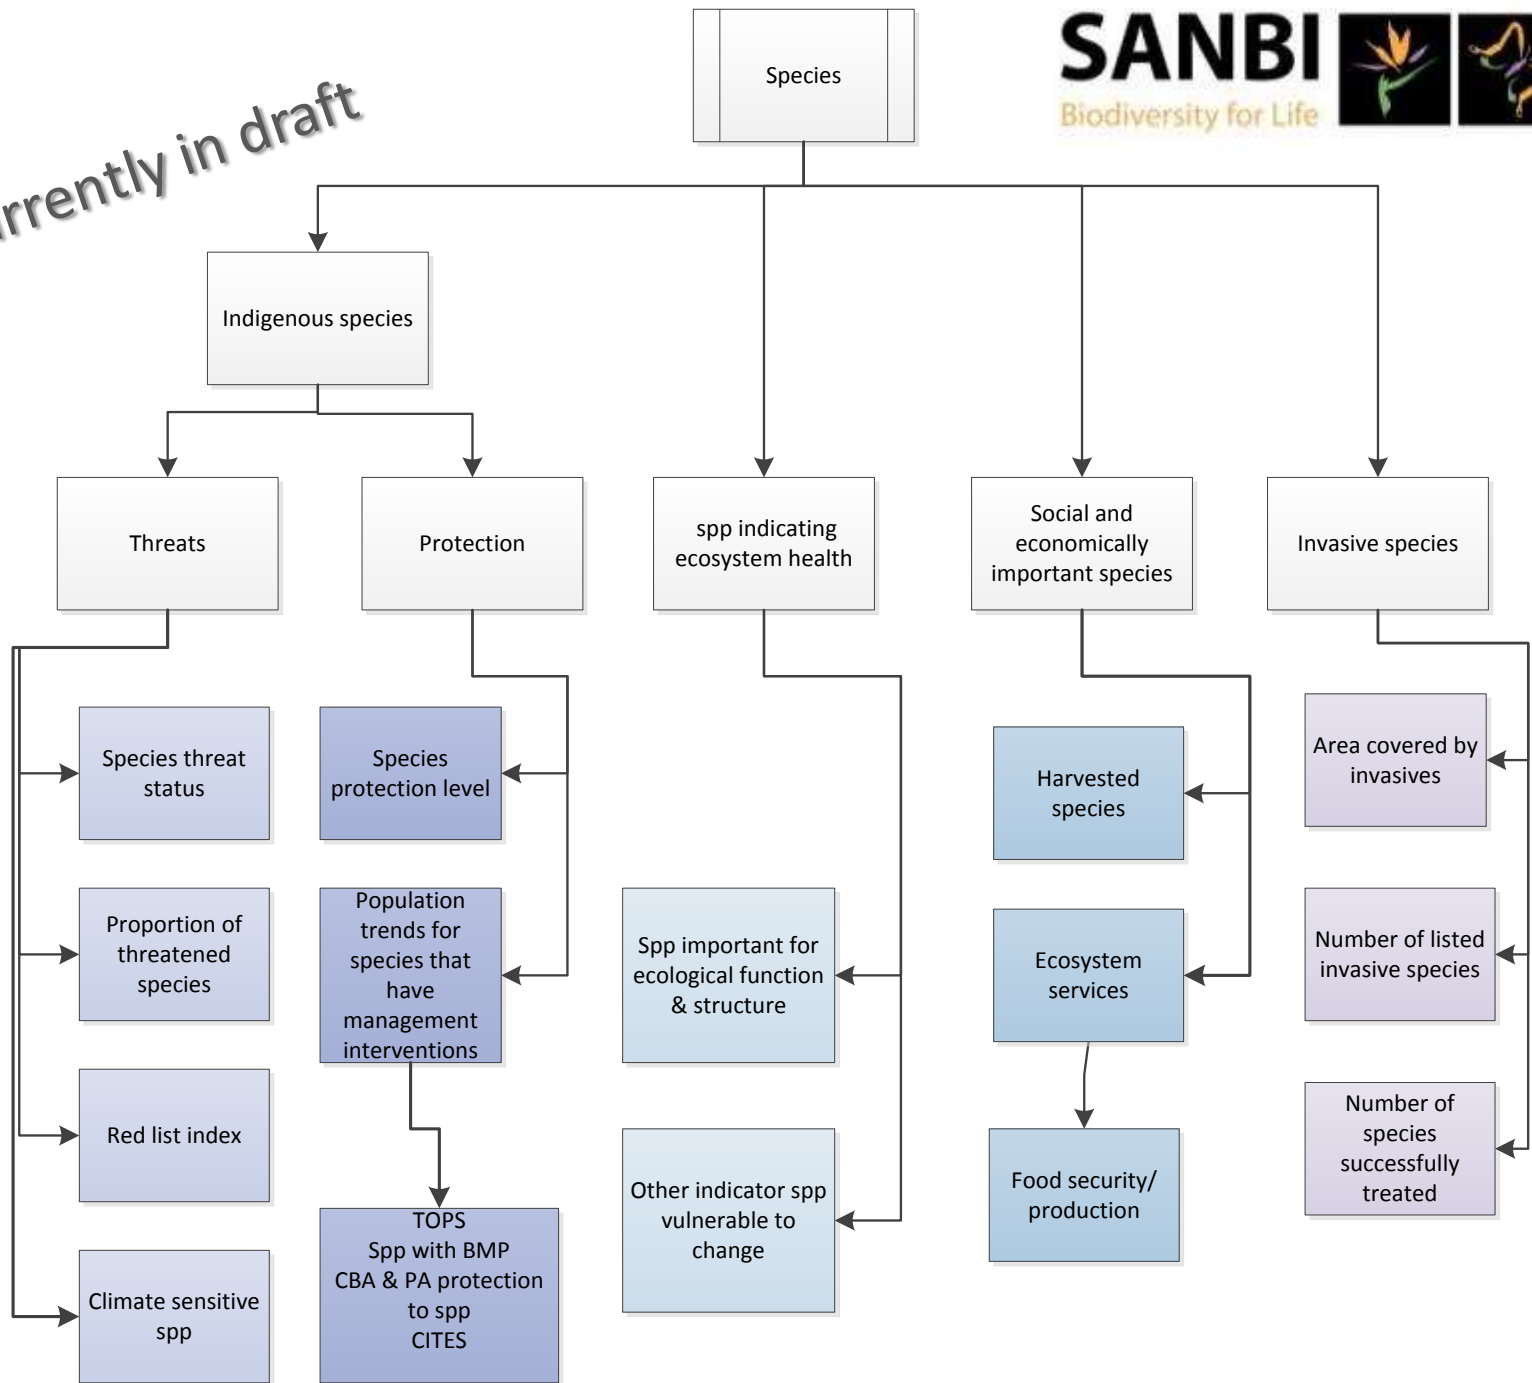 Species
SANBI
Biodiversity for Life
in draft
Indigenous species
Threats
Protection
spp indicating
ecosystem health
Social and
economically
important species
Invasive species
Species threat
status
Species
protection level
Harvested
species
Area covered by
invasives
Proportion of
threatened
species
Population
trends for
species that
have
management
interventions
Spp important for
ecological function
& structure
Ecosystem
services
Number of listed
invasive species
Red list index
Number of
species
successfully
treated
Other indicator spp
vulnerable to
change
Food security/
production
Climate sensitive
spp
TOPS
Spp with BMP
CBA & PA protection
to spp
CITES